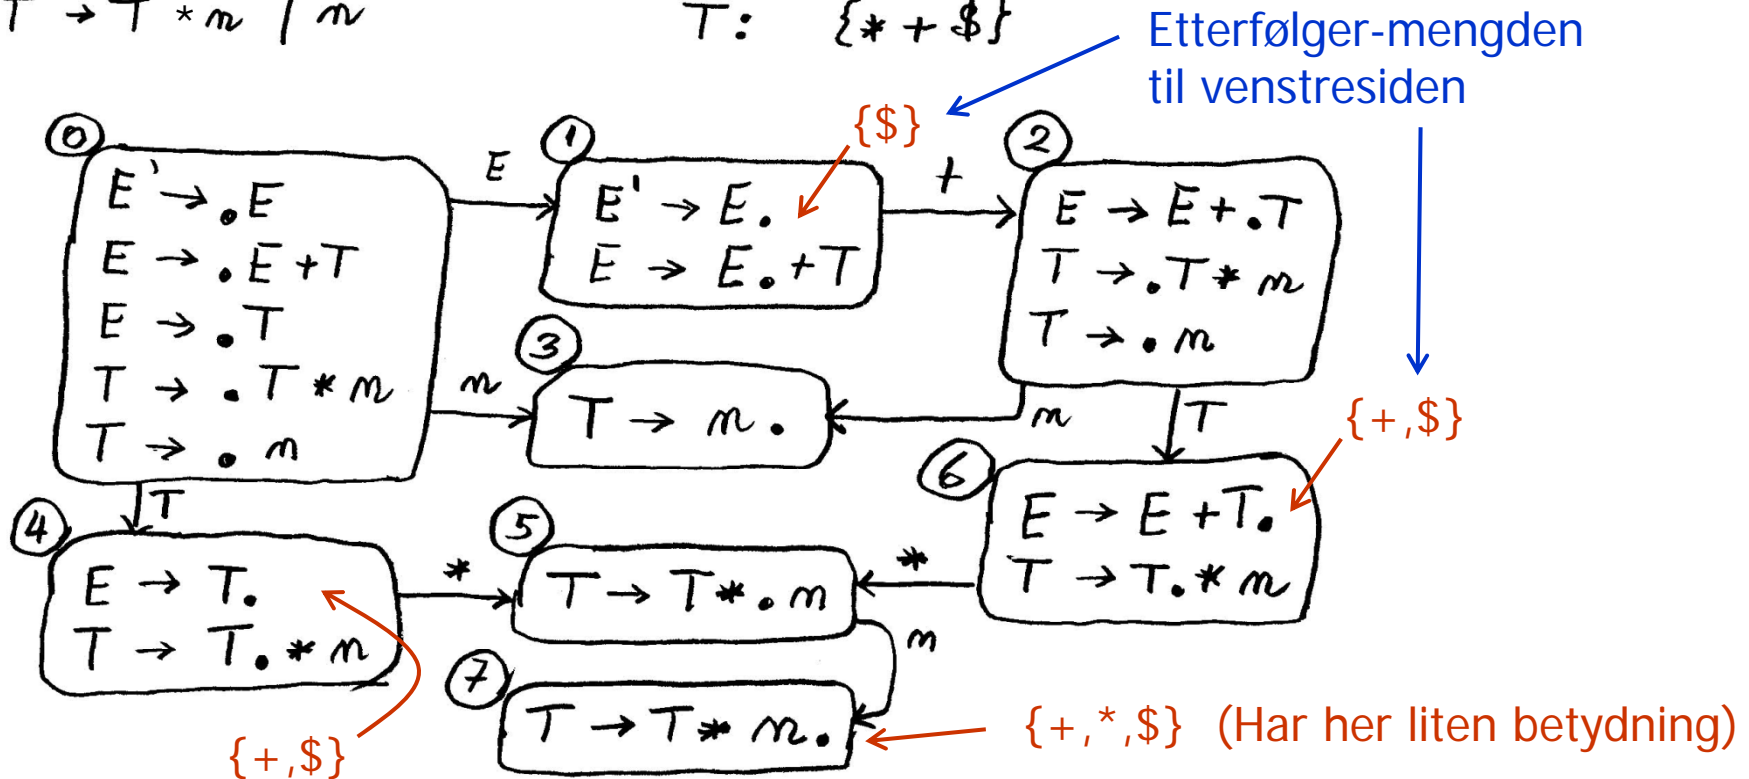 T → T * n / n
T: {* + $}
Etterfølger-mengden
til venstresiden
0
E' → .E
E → .E + T
E → .T
T → .T * n
T → .n
E
1
{$}
E' → E.
E → E. + T
+
2
E → E + .T
T → .T * n
T → .n
n
3
T → n.
n
T
{+,$}
T
4
E → T.
T → T. * n
{+,$}
*
5
T → T * .n
*
6
E → E + T.
T → T. * n
n
7
T → T * n.
{+,*,$} (Har her liten betydning)